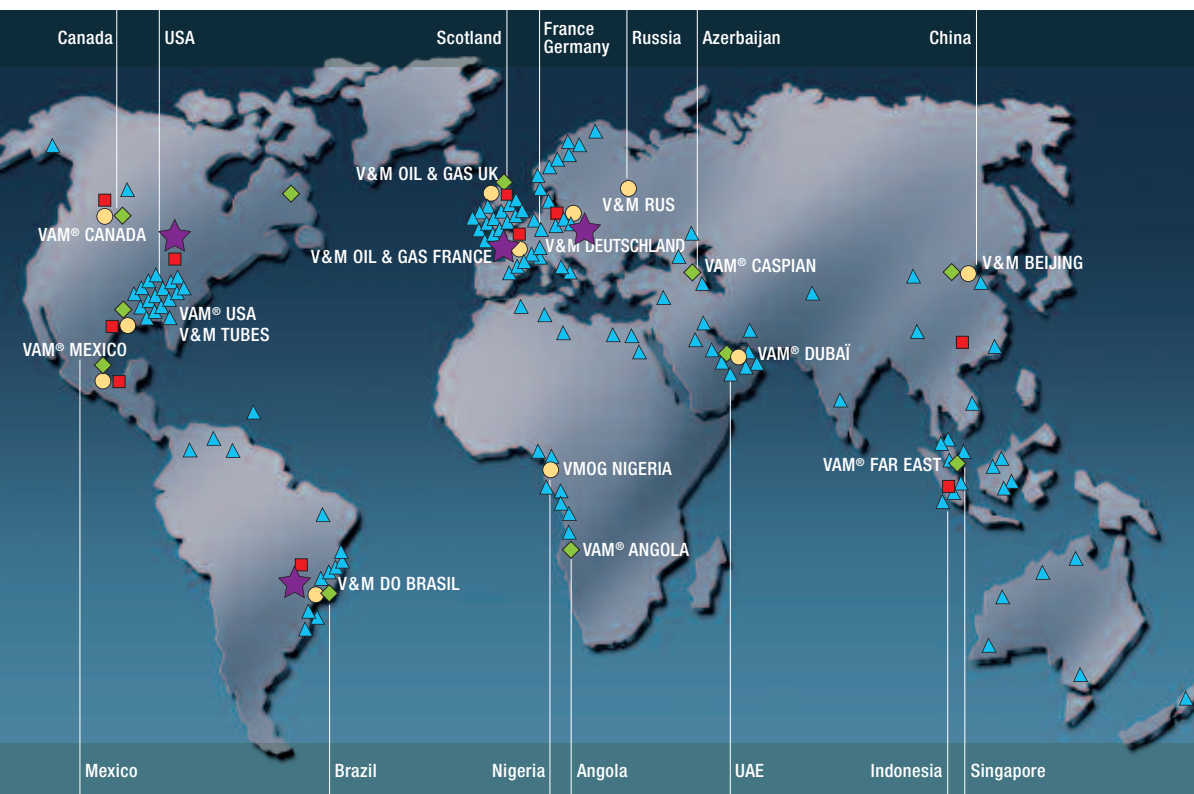 Canada
USA
Scotland
France
Germany
Russia
Azerbaijan
China
V&M OIL & GAS UK
V&M RUS
VAM® CANADA
V&M OIL & GAS FRANCE
V&M DEUTSCHLAND
VAM® CASPIAN
V&M BEIJING
VAM® USA
V&M TUBES
VAM® MEXICO
VAM® DUBAÏ
VMOG NIGERIA
VAM® FAR EAST
VAM® ANGOLA
V&M DO BRASIL
Mexico
Brazil
Nigeria
Angola
UAE
Indonesia
Singapore